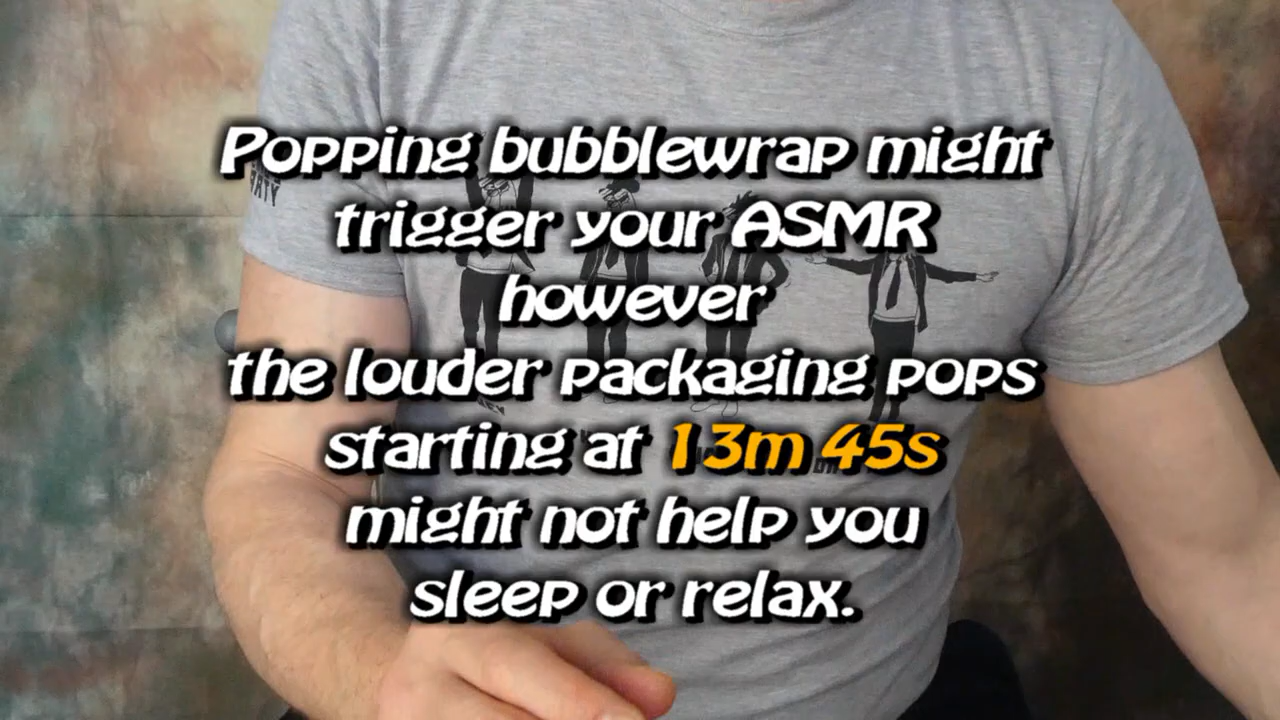 Popping bubblewrap might
trigger your ASMR
however
the louder packaging pops
starting at 13m 45s
might not help you
sleep or relax.